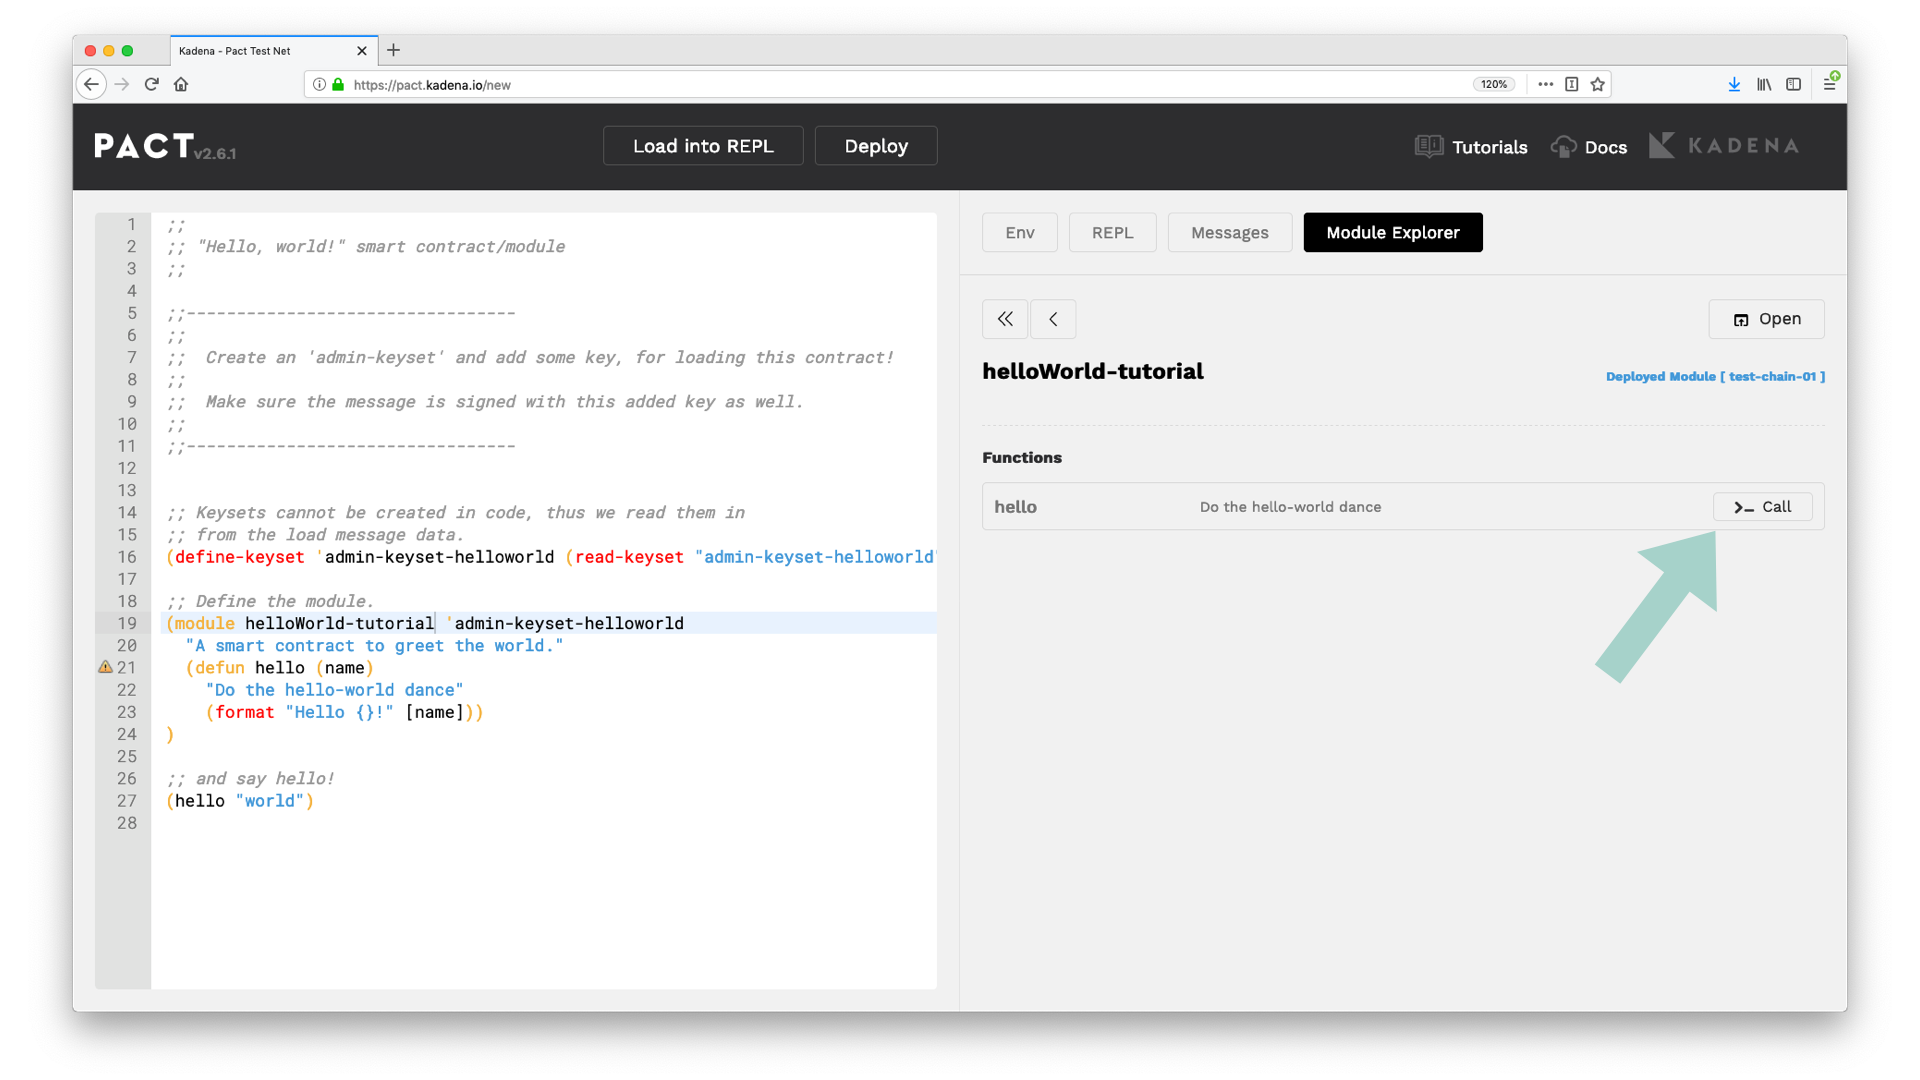 Kadena - Pact Test Net
https://pact.kadena.io/new
120%
PACT v2.6.1
Load into REPL
Deploy
Tutorials
Docs
KADENA
1 ;;
2 ;; "Hello, world!" smart contract/module
3 ;;
4
5 ;;---------------------------------
6 ;;
7 ;;  Create an 'admin-keyset' and add some key, for loading this contract!
8 ;;
9 ;;  Make sure the message is signed with this added key as well.
10 ;;
11 ;;---------------------------------
12
13
14 ;; Keysets cannot be created in code, thus we read them in
15 ;; from the load message data.
16 (define-keyset 'admin-keyset-helloworld (read-keyset "admin-keyset-helloworld"
17
18 ;; Define the module.
19 (module helloWorld-tutorial 'admin-keyset-helloworld
20   "A smart contract to greet the world."
21   (defun hello (name)
22     "Do the hello-world dance"
23     (format "Hello {}!" [name]))
24 )
25
26 ;; and say hello!
27 (hello "world")
28
Env
REPL
Messages
Module Explorer
Open
helloWorld-tutorial
Deployed Module [ test-chain-01 ]
Functions
hello
Do the hello-world dance
Call